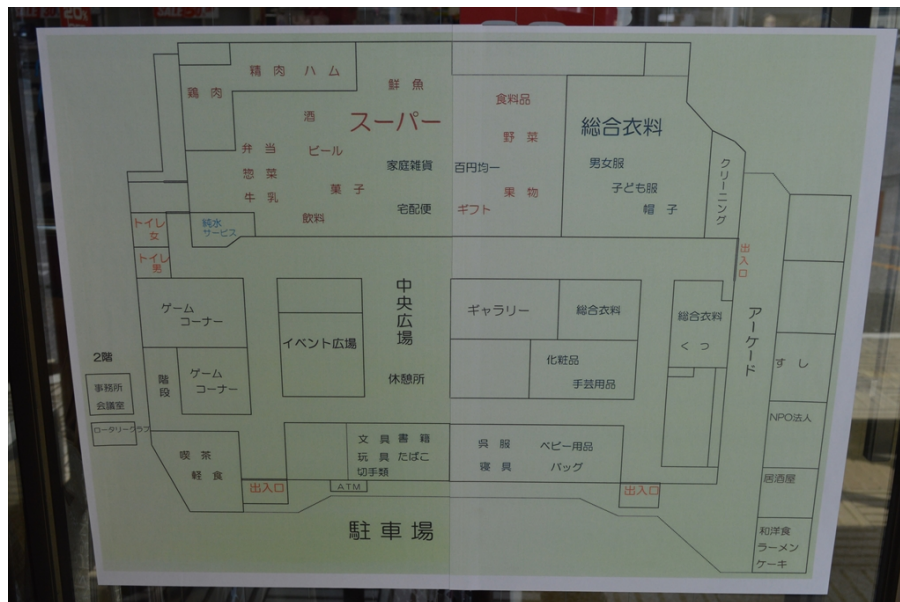 精肉 ハム
鶏肉
鮮魚
食料品
酒
スーパー
総合衣料
野菜
弁当
ビール
家庭雑貨
百円均一
男女服
クリーニング
惣菜
菓子
果物
子ども服
牛乳
宅配便
ギフト
帽子
飲料
トイレ
女
純水
サービス
トイレ
男
出入口
ゲーム
コーナー
中央広場
ギャラリー
総合衣料
総合衣料
アーケード
イベント広場
くつ
2階
化粧品
すし
事務所
会議室
階段
ゲーム
コーナー
休憩所
手芸用品
ロータリークラブ
NPO法人
文具 書籍
玩具 たばこ
切手類
呉服
ベビー用品
寝具
バッグ
喫茶
軽食
居酒屋
出入口
ATM
出入口
駐車場
和洋食
ラーメン
ケーキ